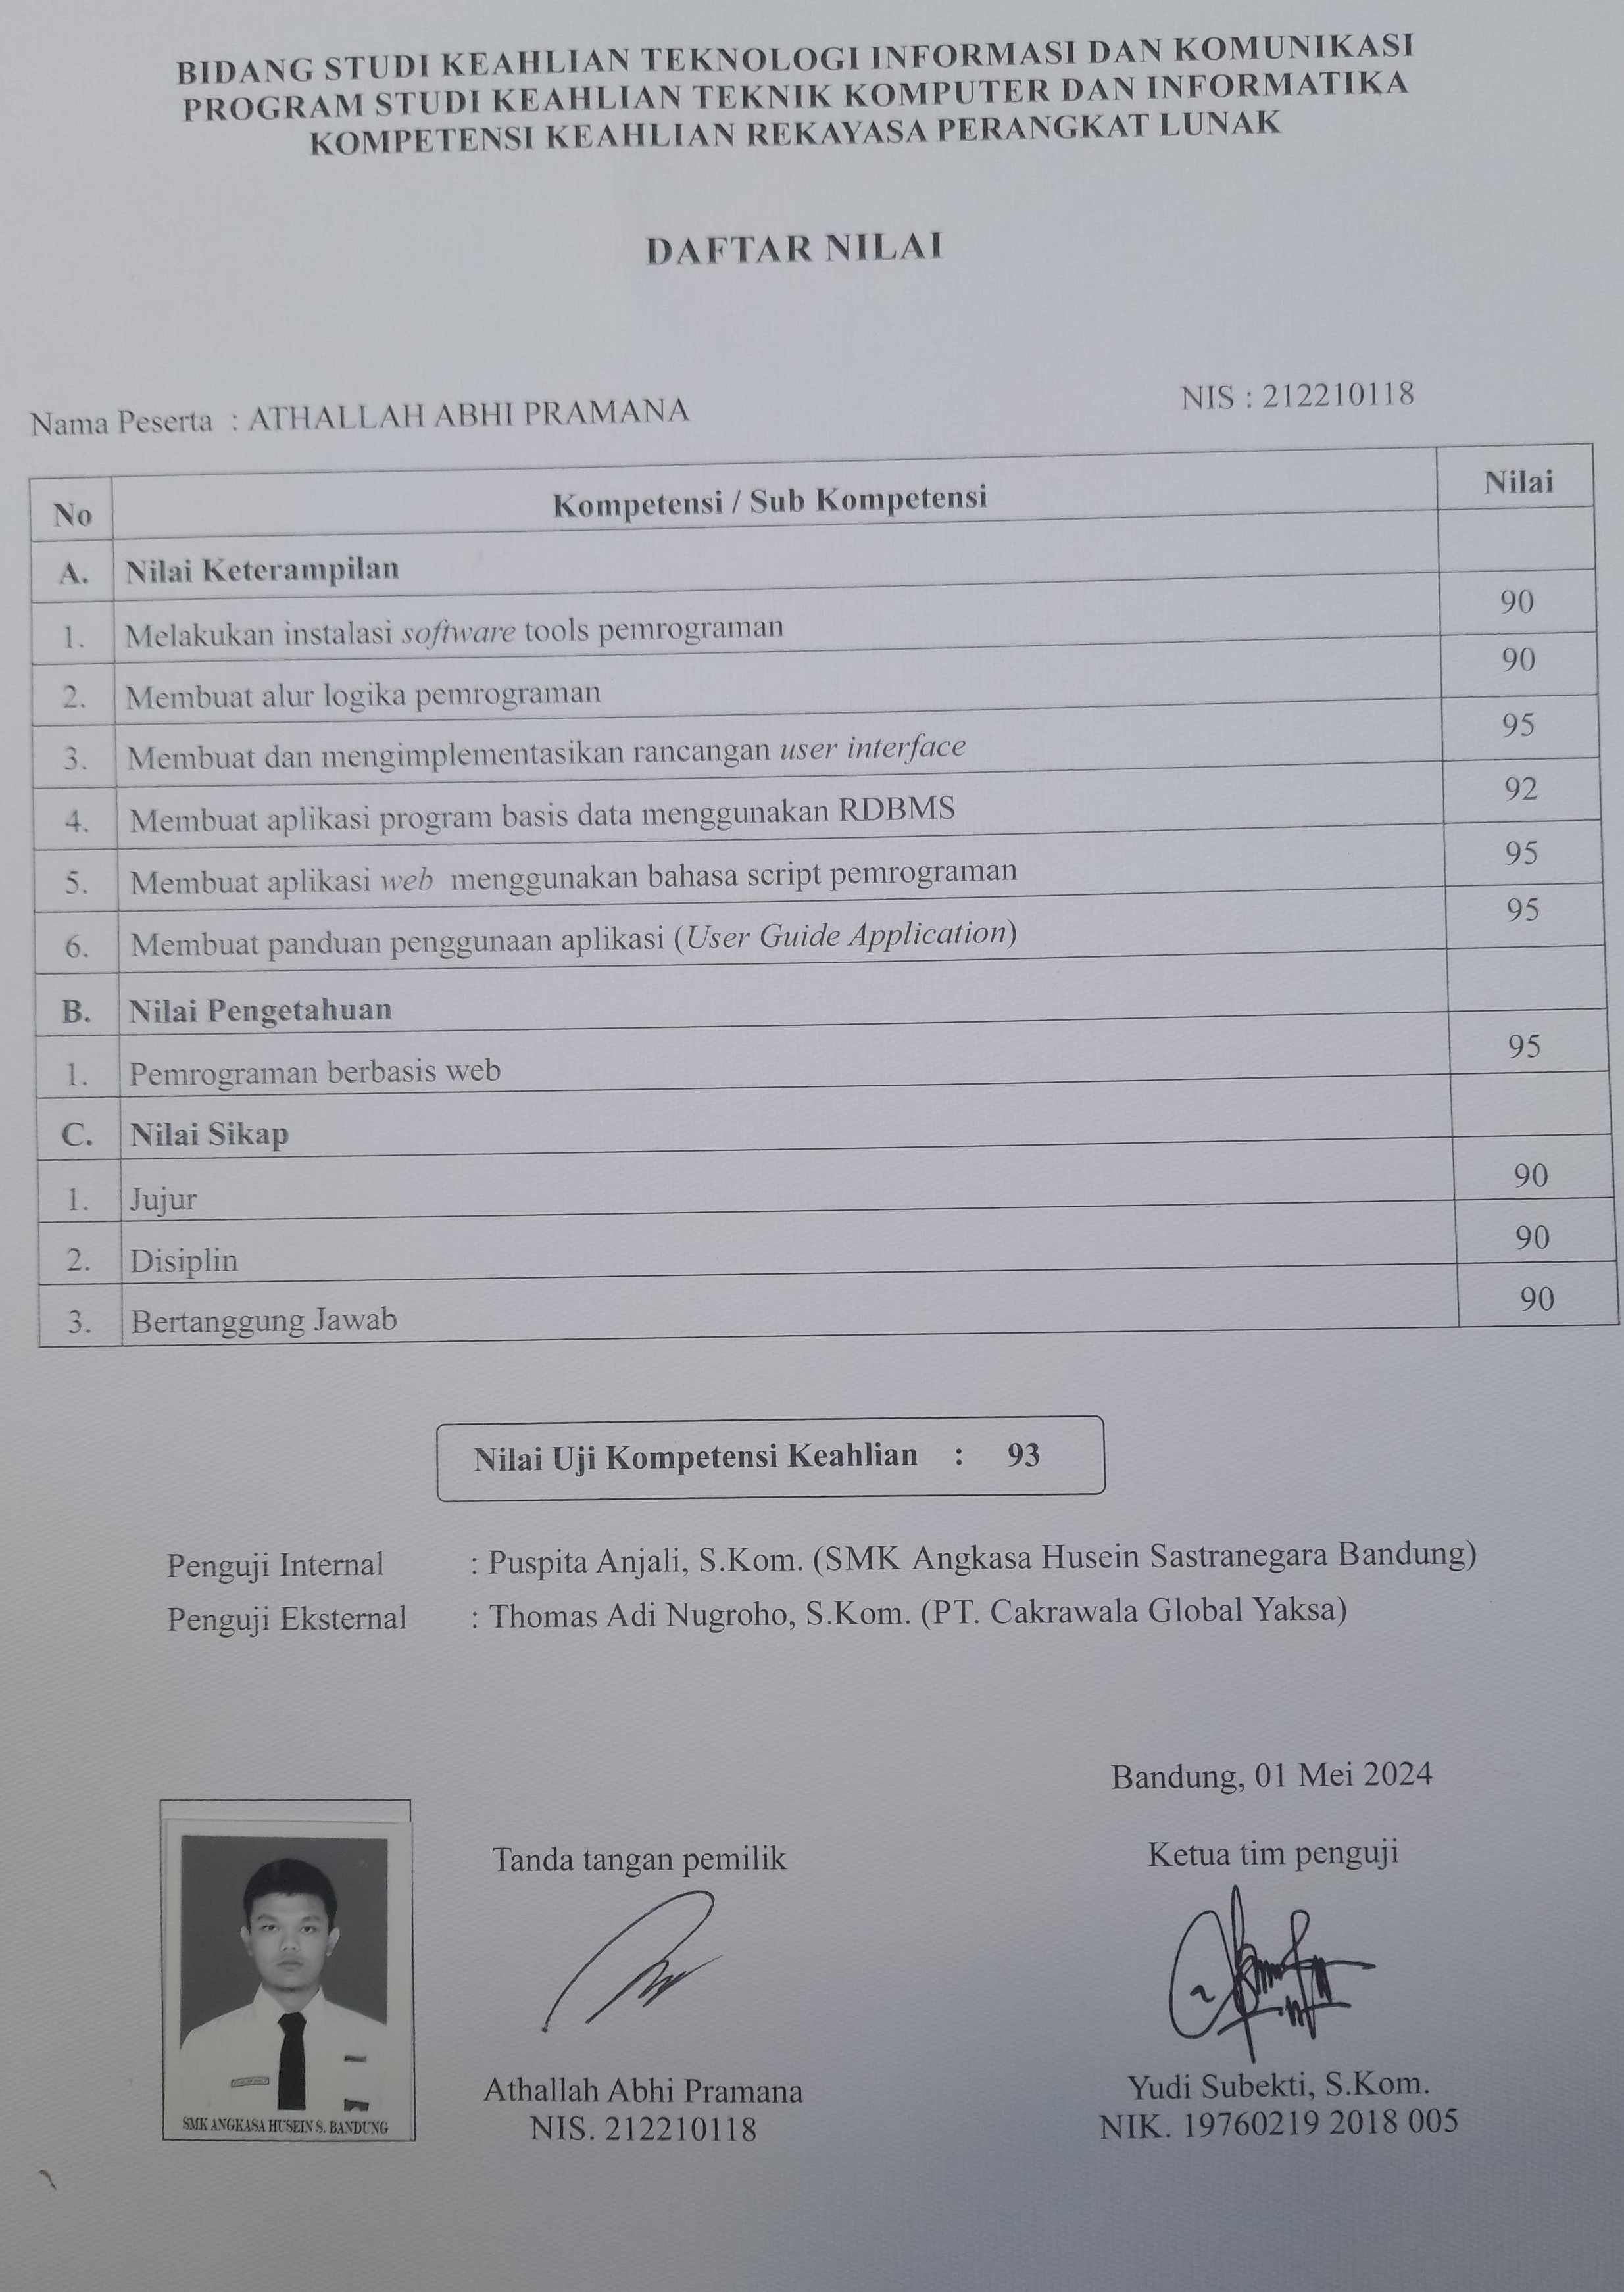 BIDANG STUDI KEAHLIAN TEKNOLOGI INFORMASI DAN KOMUNIKASI
PROGRAM STUDI KEAHLIAN TEKNIK KOMPUTER DAN INFORMATIKA
KOMPETENSI KEAHLIAN REKAYASA PERANGKAT LUNAK
DAFTAR NILAI
Nama Peserta : ATHALLAH ABHI PRAMANA NIS : 212210118
No Kompetensi / Sub Kompetensi Nilai
A. Nilai Keterampilan
1. Melakukan instalasi software tools pemrograman 90
2. Membuat alur logika pemrograman 90
3. Membuat dan mengimplementasikan rancangan user interface 95
4. Membuat aplikasi program basis data menggunakan RDBMS 92
5. Membuat aplikasi web menggunakan bahasa script pemrograman 95
6. Membuat panduan penggunaan aplikasi (User Guide Application) 95
B. Nilai Pengetahuan
1. Pemrograman berbasis web 95
C. Nilai Sikap
1. Jujur 90
2. Disiplin 90
3. Bertanggung Jawab 90
Nilai Uji Kompetensi Keahlian : 93
Penguji Internal : Puspita Anjali, S.Kom. (SMK Angkasa Husein Sastranegara Bandung)
Penguji Eksternal : Thomas Adi Nugroho, S.Kom. (PT. Cakrawala Global Yaksa)
Bandung, 01 Mei 2024
Tanda tangan pemilik Ketua tim penguji
Athallah Abhi Pramana Yudi Subekti, S.Kom.
NIS. 212210118 NIK. 19760219 2018 005
SMK ANGKASA HUSEIN S. BANDUNG